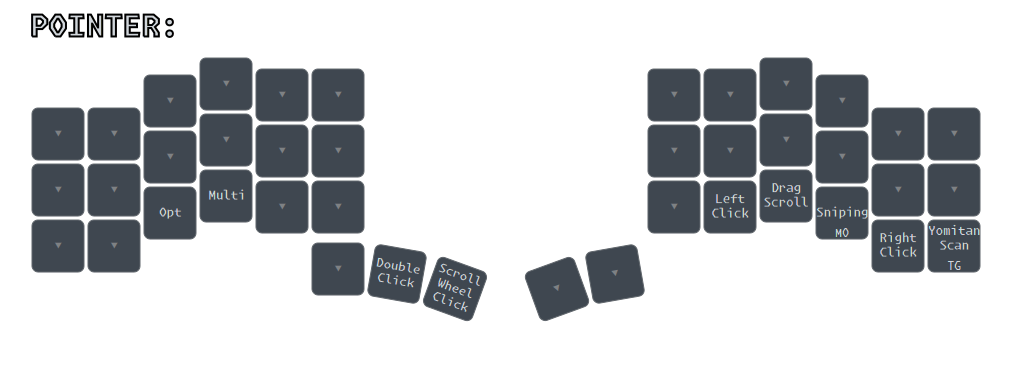 POINTER:
Multi
Opt
Double
Click
Scroll
Wheel
Click
Left
Click
Drag
Scroll
Sniping
MO
Right
Click
Yomitan
Scan
TG